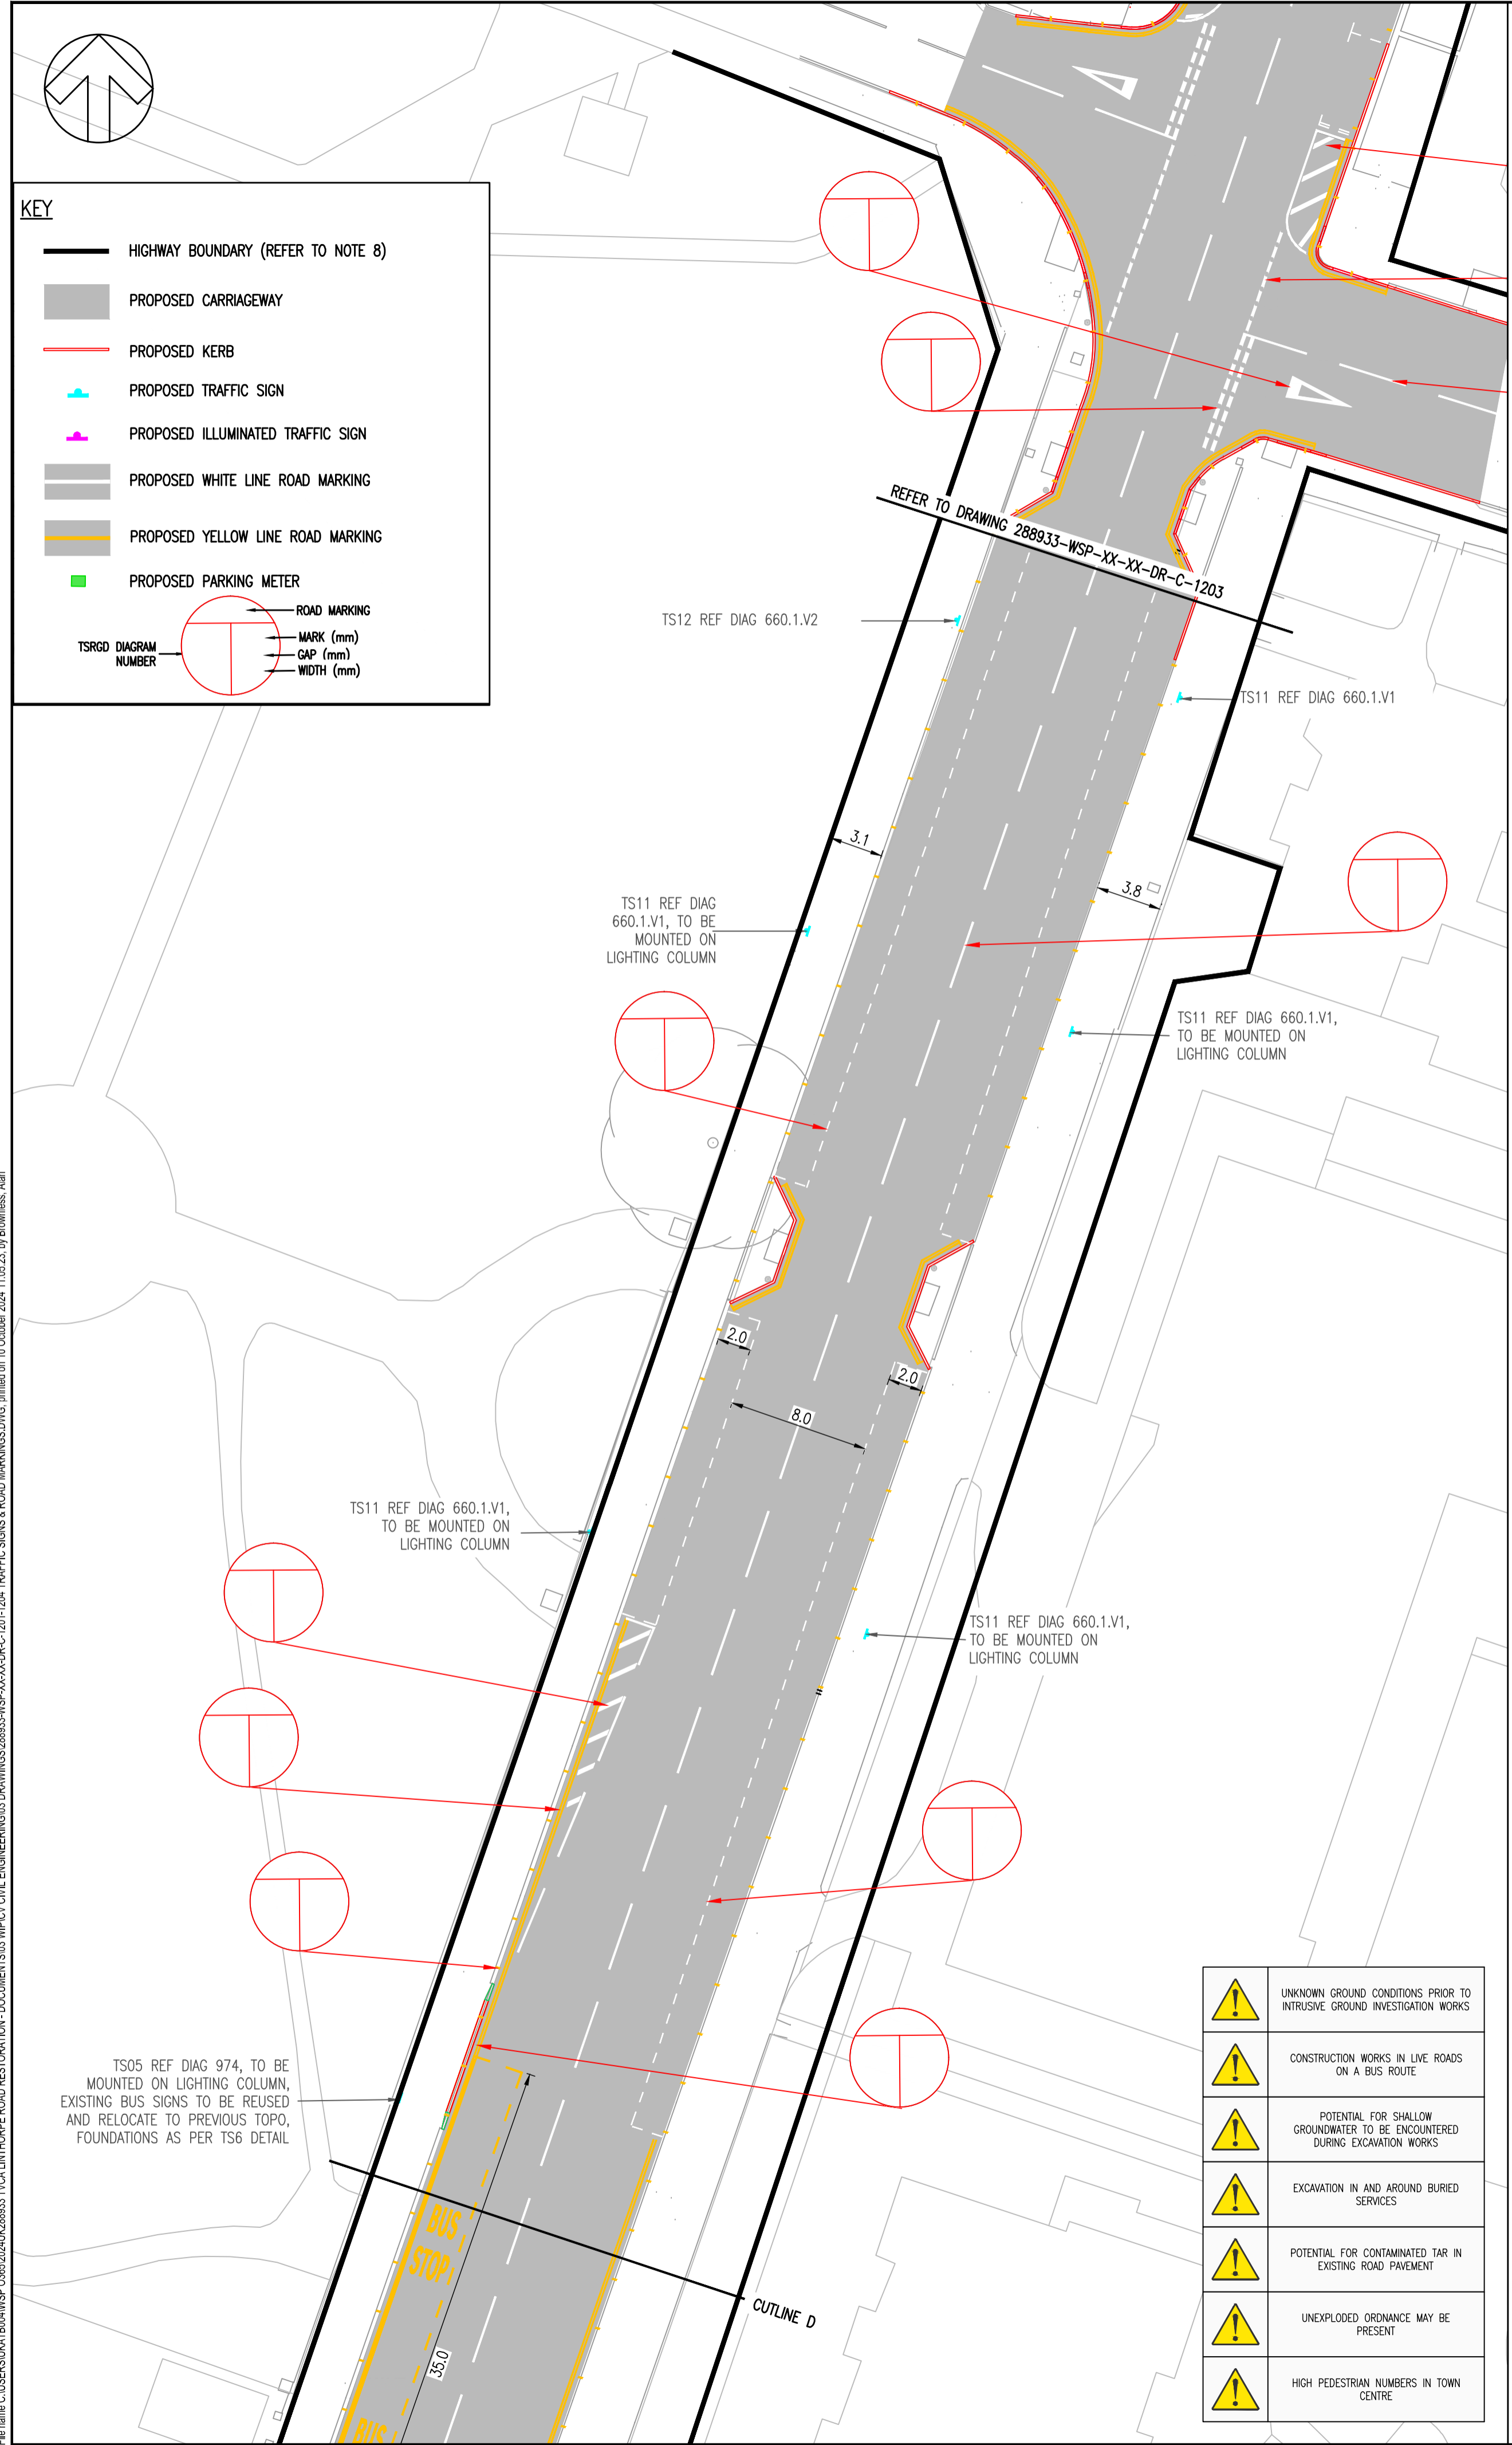 KEY
HIGHWAY BOUNDARY (REFER TO NOTE 8)
PROPOSED CARRIAGEWAY
PROPOSED KERB
PROPOSED TRAFFIC SIGN
PROPOSED ILLUMINATED TRAFFIC SIGN
PROPOSED WHITE LINE ROAD MARKING
PROPOSED YELLOW LINE ROAD MARKING
PROPOSED PARKING METER
ROAD MARKING
MARK (mm)
GAP (mm)
WIDTH (mm)
TSRGD DIAGRAM
NUMBER
REFER TO DRAWING 288933-WSP-XX-XX-DR-C-1203
TS12 REF DIAG 660.1.V2
TS11 REF DIAG 660.1.V1
3.1
3.8
TS11 REF DIAG
660.1.V1, TO BE
MOUNTED ON
LIGHTING COLUMN
TS11 REF DIAG 660.1.V1,
TO BE MOUNTED ON
LIGHTING COLUMN
2.0
2.0
8.0
TS11 REF DIAG 660.1.V1,
TO BE MOUNTED ON
LIGHTING COLUMN
TS11 REF DIAG 660.1.V1,
TO BE MOUNTED ON
LIGHTING COLUMN
TS05 REF DIAG 974, TO BE
MOUNTED ON LIGHTING COLUMN,
EXISTING BUS SIGNS TO BE REUSED
AND RELOCATE TO PREVIOUS TOPO,
FOUNDATIONS AS PER TS6 DETAIL
BUS
STOP
35.0
BUS
CUTLINE D
UNKNOWN GROUND CONDITIONS PRIOR TO
INTRUSIVE GROUND INVESTIGATION WORKS
CONSTRUCTION WORKS IN LIVE ROADS
ON A BUS ROUTE
POTENTIAL FOR SHALLOW
GROUNDWATER TO BE ENCOUNTERED
DURING EXCAVATION WORKS
EXCAVATION IN AND AROUND BURIED
SERVICES
POTENTIAL FOR CONTAMINATED TAR IN
EXISTING ROAD PAVEMENT
UNEXPLODED ORDNANCE MAY BE
PRESENT
HIGH PEDESTRIAN NUMBERS IN TOWN
CENTRE